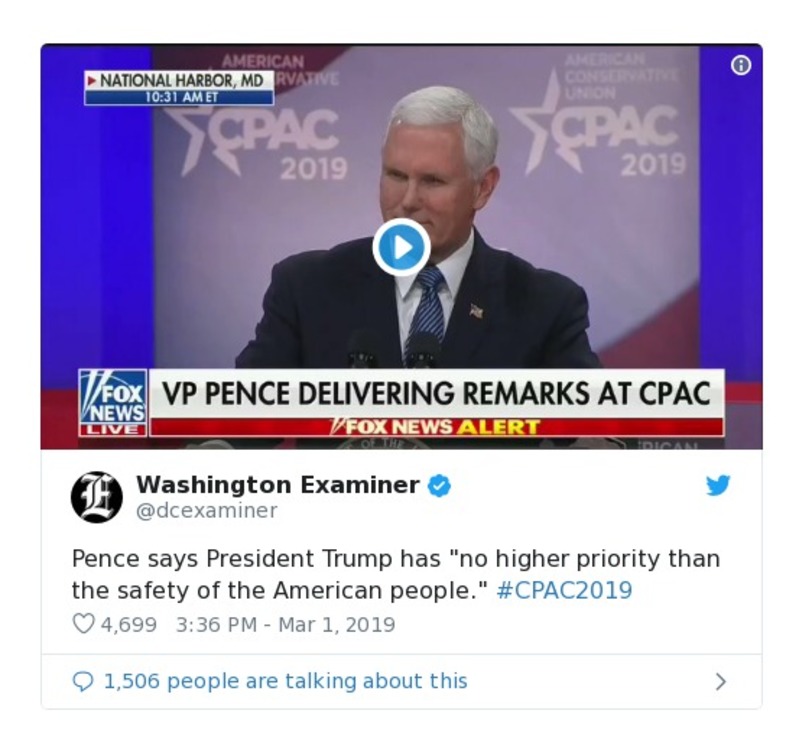 AMERICAN
RVATIVE
CPAC
2019
AMERICAN
CONSERVATIVE
UNION
CPAC
2019
NATIONAL HARBOR, MD
10:31 AM ET
FOX
NEWS
LIVE
VP PENCE DELIVERING REMARKS AT CPAC
FOX NEWS ALERT
OF THE
RICAN
Washington Examiner
@dcexaminer
Pence says President Trump has "no higher priority than
the safety of the American people." #CPAC2019
4,699 3:36 PM - Mar 1, 2019
1,506 people are talking about this